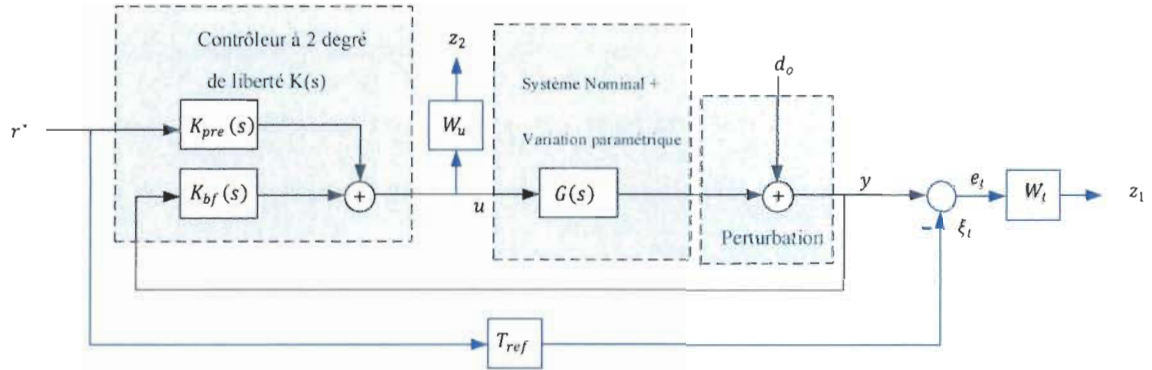 Contrôleur à 2 degré
de liberté K(s)
z₂
Système Nominal +
dₒ
r*
K_pre(s)
W_u
Variation paramétrique
K_bf(s)
+
u
G(s)
+
y
e_t
W_t
z₁
−
ξ_t
Perturbation
T_ref